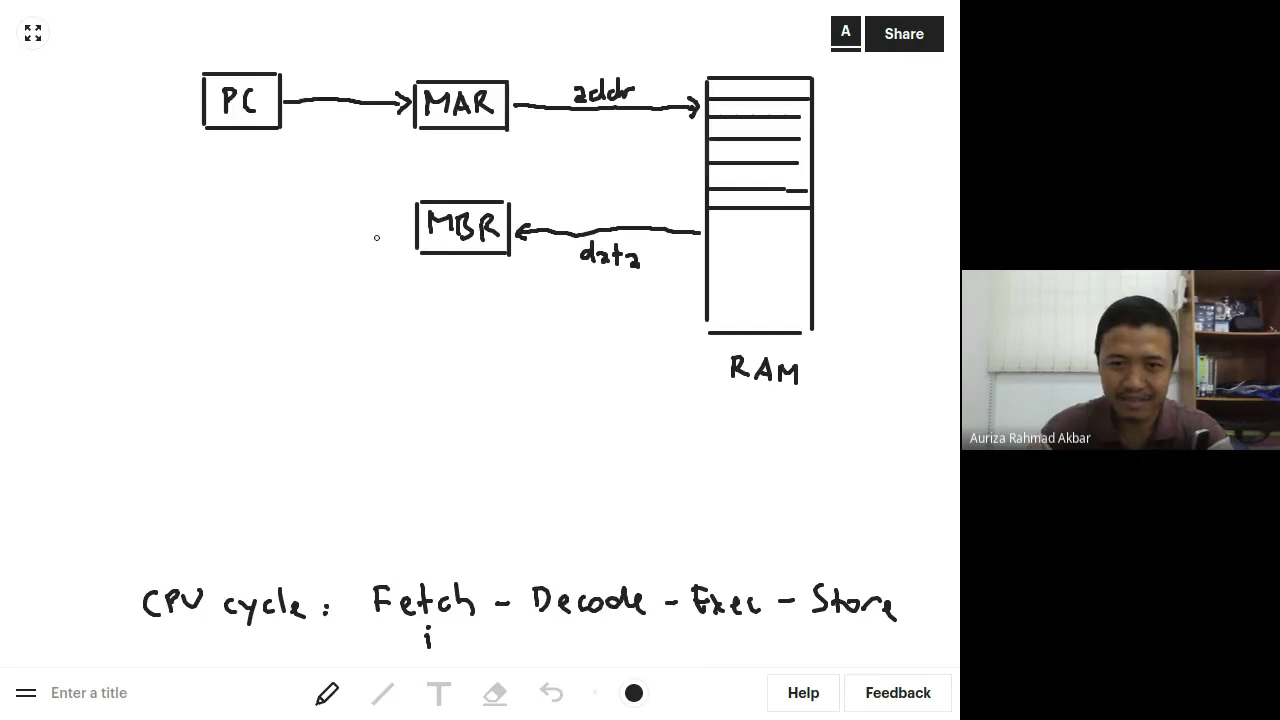 A Share
PC MAR addr
MBR data
RAM
Auriza Rahmad Akbar
CPU cycle: Fetch - Decode - Exec - Store
i
Enter a title T Help Feedback